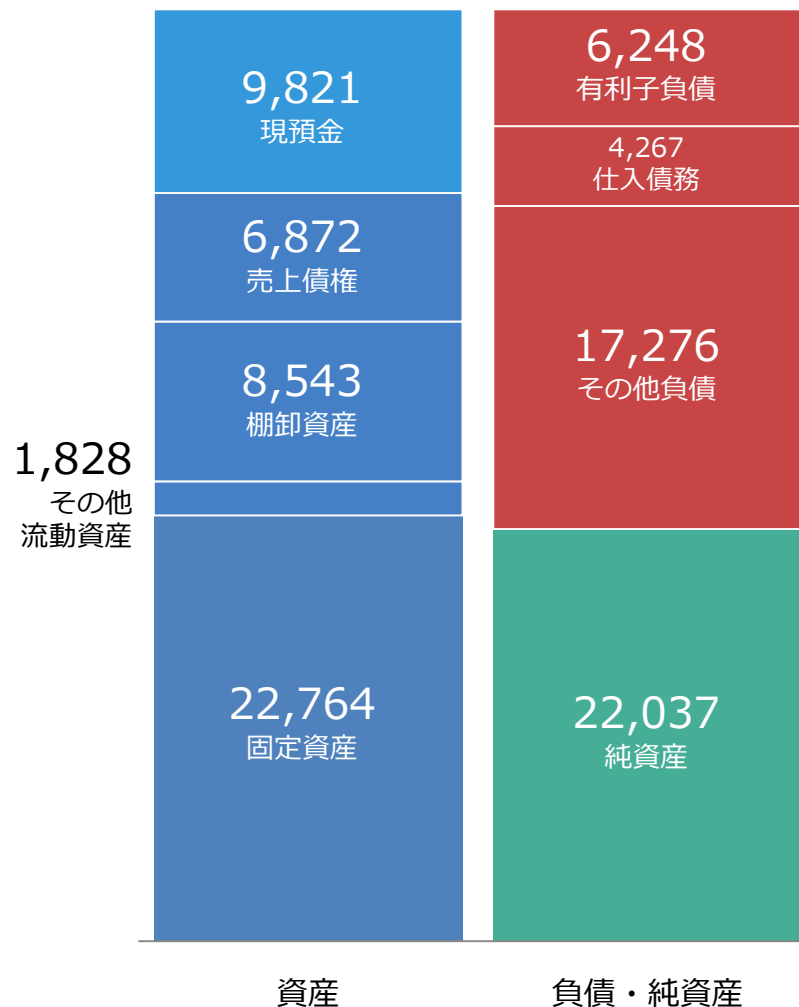 9,821
現預金
6,872
売上債権
8,543
棚卸資産
1,828
その他
流動資産
22,764
固定資産
6,248
有利子負債
4,267
仕入債務
17,276
その他負債
22,037
純資産
資産
負債・純資産